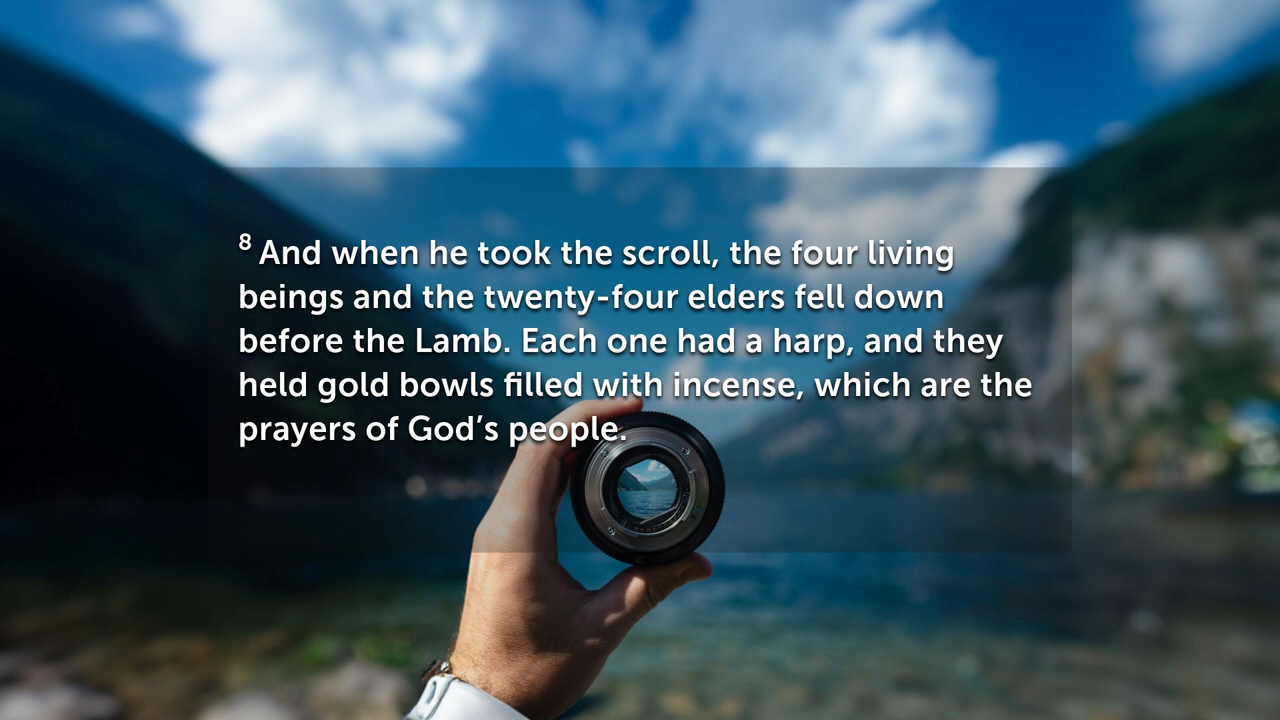 8 And when he took the scroll, the four living
beings and the twenty-four elders fell down
before the Lamb. Each one had a harp, and they
held gold bowls filled with incense, which are the
prayers of God’s people.